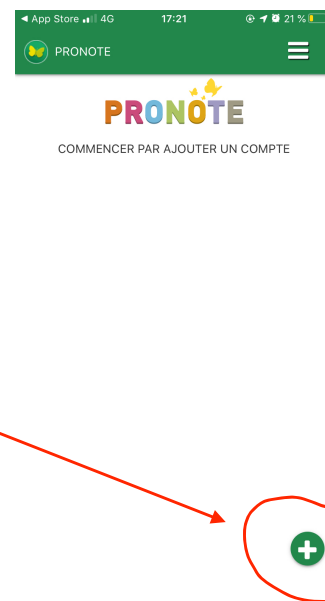 ◀ App Store 4G 17:21 21 %
PRONOTE
PRONOTE
COMMENCER PAR AJOUTER UN COMPTE